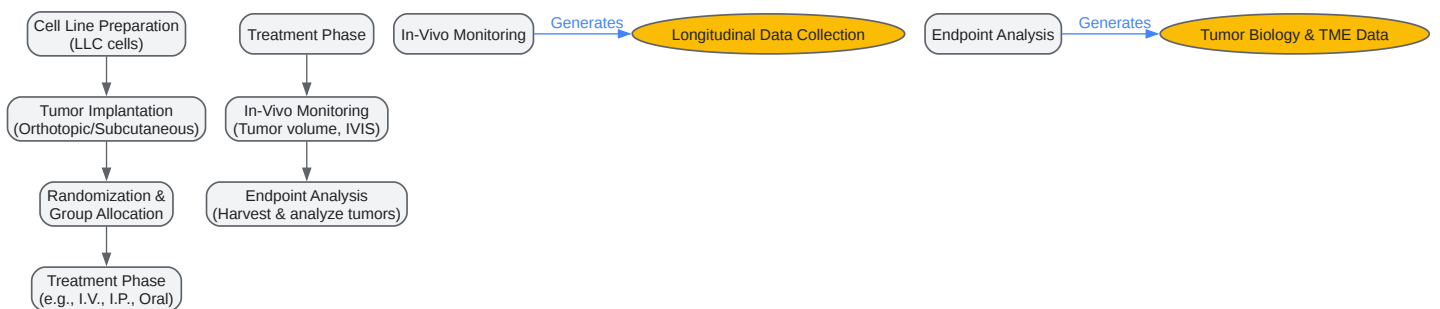 Cell Line Preparation
(LLC cells)
Tumor Implantation
(Orthotopic/Subcutaneous)
Randomization &
Group Allocation
Treatment Phase
(e.g., I.V., I.P., Oral)
Treatment Phase
In-Vivo Monitoring
(Tumor volume, IVIS)
Endpoint Analysis
(Harvest & analyze tumors)
In-Vivo Monitoring
Generates
Longitudinal Data Collection
Endpoint Analysis
Generates
Tumor Biology & TME Data